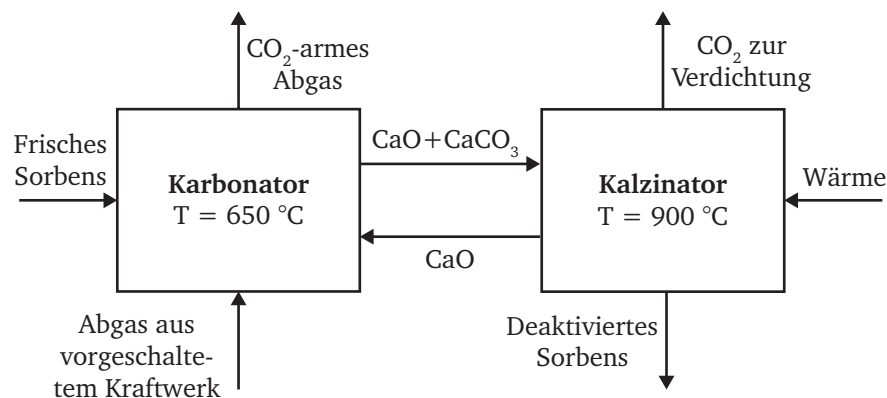 CO₂-armes
Abgas
CO₂ zur
Verdichtung
Frisches
Sorbens
CaO+CaCO₃
Karbonator
T = 650 °C
Kalzinator
T = 900 °C
Wärme
CaO
Abgas aus
vorgeschalte-
tem Kraftwerk
Deaktiviertes
Sorbens